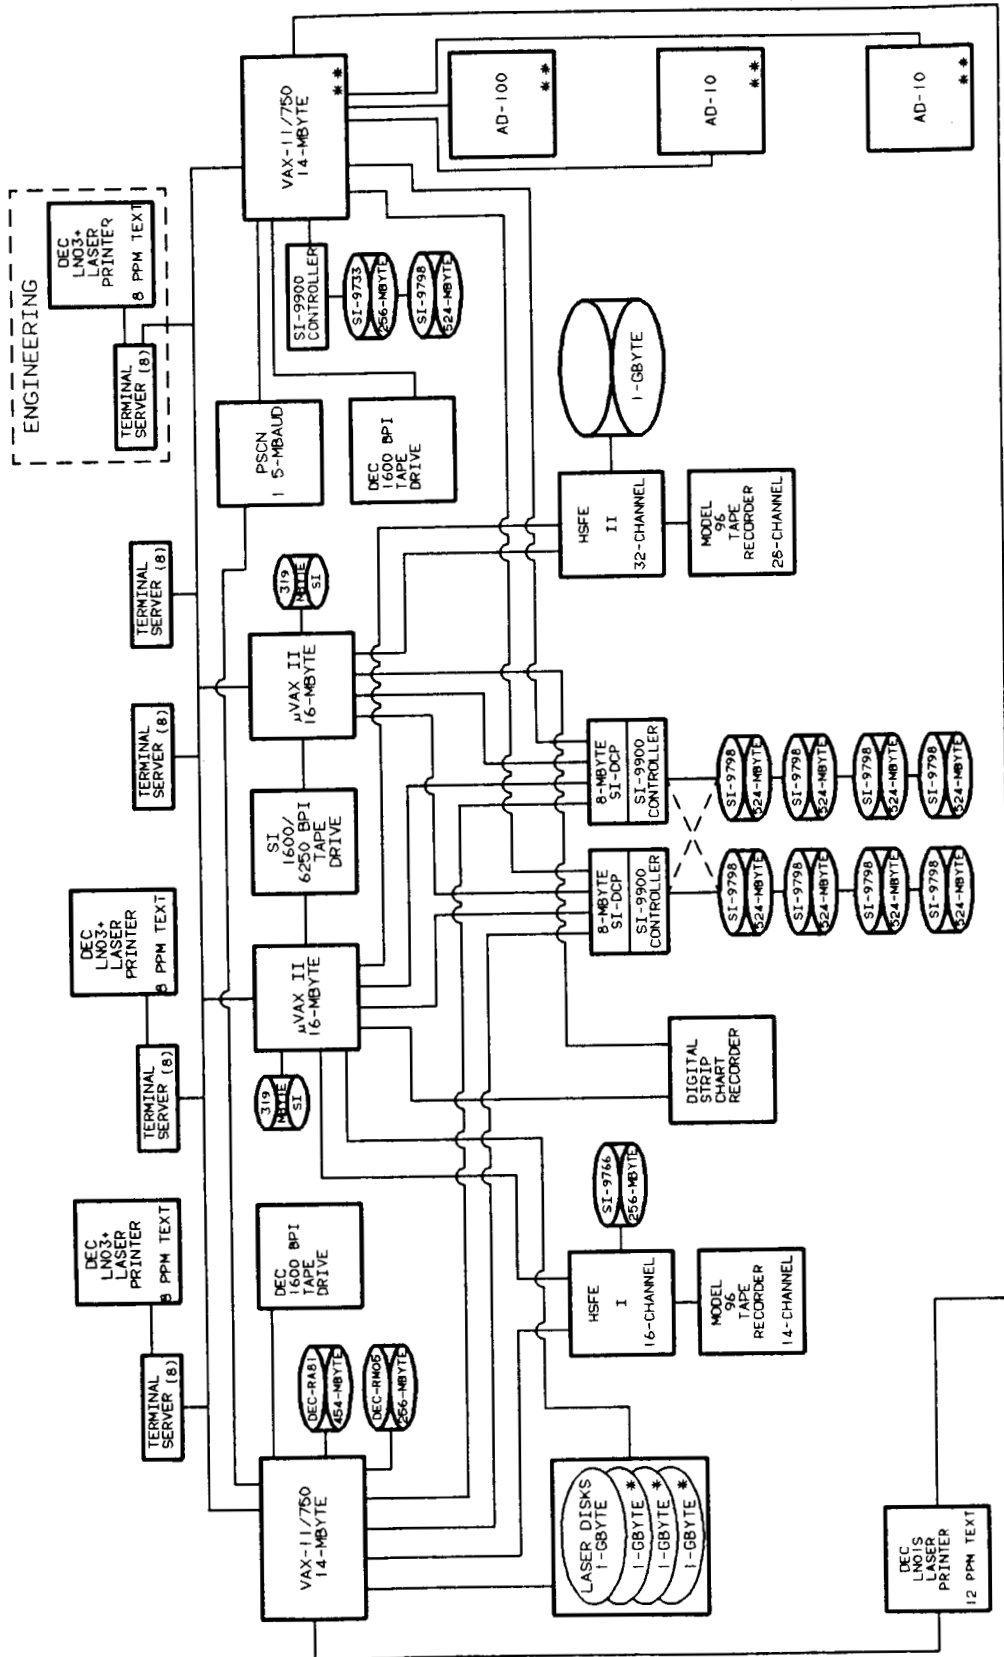 DEC
LN03+
LASER
PRINTER
8 PPM TEXT
TERMINAL
SERVER (8)
DEC
LN03+
LASER
PRINTER
8 PPM TEXT
TERMINAL
SERVER (8)
TERMINAL
SERVER (8)
TERMINAL
SERVER (8)
ENGINEERING
DEC
LN03+
LASER
PRINTER
8 PPM TEXT
TERMINAL
SERVER (8)
VAX-11/750
14-MBYTE
DEC
1600 BPI
TAPE
DRIVE
DEC-RA81
454-MBYTE
DEC-RM05
256-MBYTE
319
MBYTE
SI
µVAX II
16-MBYTE
SI
1600/
6250 BPI
TAPE
DRIVE
µVAX II
16-MBYTE
319
MBYTE
SI
PSCN
1 5-MBAUD
DEC
1600 BPI
TAPE
DRIVE
SI-9900
CONTROLLER
SI-9733
256-MBYTE
SI-9798
524-MBYTE
VAX-11/750
14-MBYTE
**
AD-100
**
AD-10
**
AD-10
**
LASER DISKS
1-GBYTE
1-GBYTE *
1-GBYTE *
1-GBYTE *
HSFE
I
16-CHANNEL
SI-9766
256-MBYTE
MODEL
96
TAPE
RECORDER
14-CHANNEL
DIGITAL
STRIP
CHART
RECORDER
8-MBYTE
SI-DCP
SI-9900
CONTROLLER
SI-9798
524-MBYTE
SI-9798
524-MBYTE
SI-9798
524-MBYTE
SI-9798
524-MBYTE
8-MBYTE
SI-DCP
SI-9900
CONTROLLER
SI-9798
524-MBYTE
SI-9798
524-MBYTE
SI-9798
524-MBYTE
SI-9798
524-MBYTE
HSFE
II
32-CHANNEL
1-GBYTE
MODEL
96
TAPE
RECORDER
28-CHANNEL
DEC
LN01S
LASER
PRINTER
12 PPM TEXT